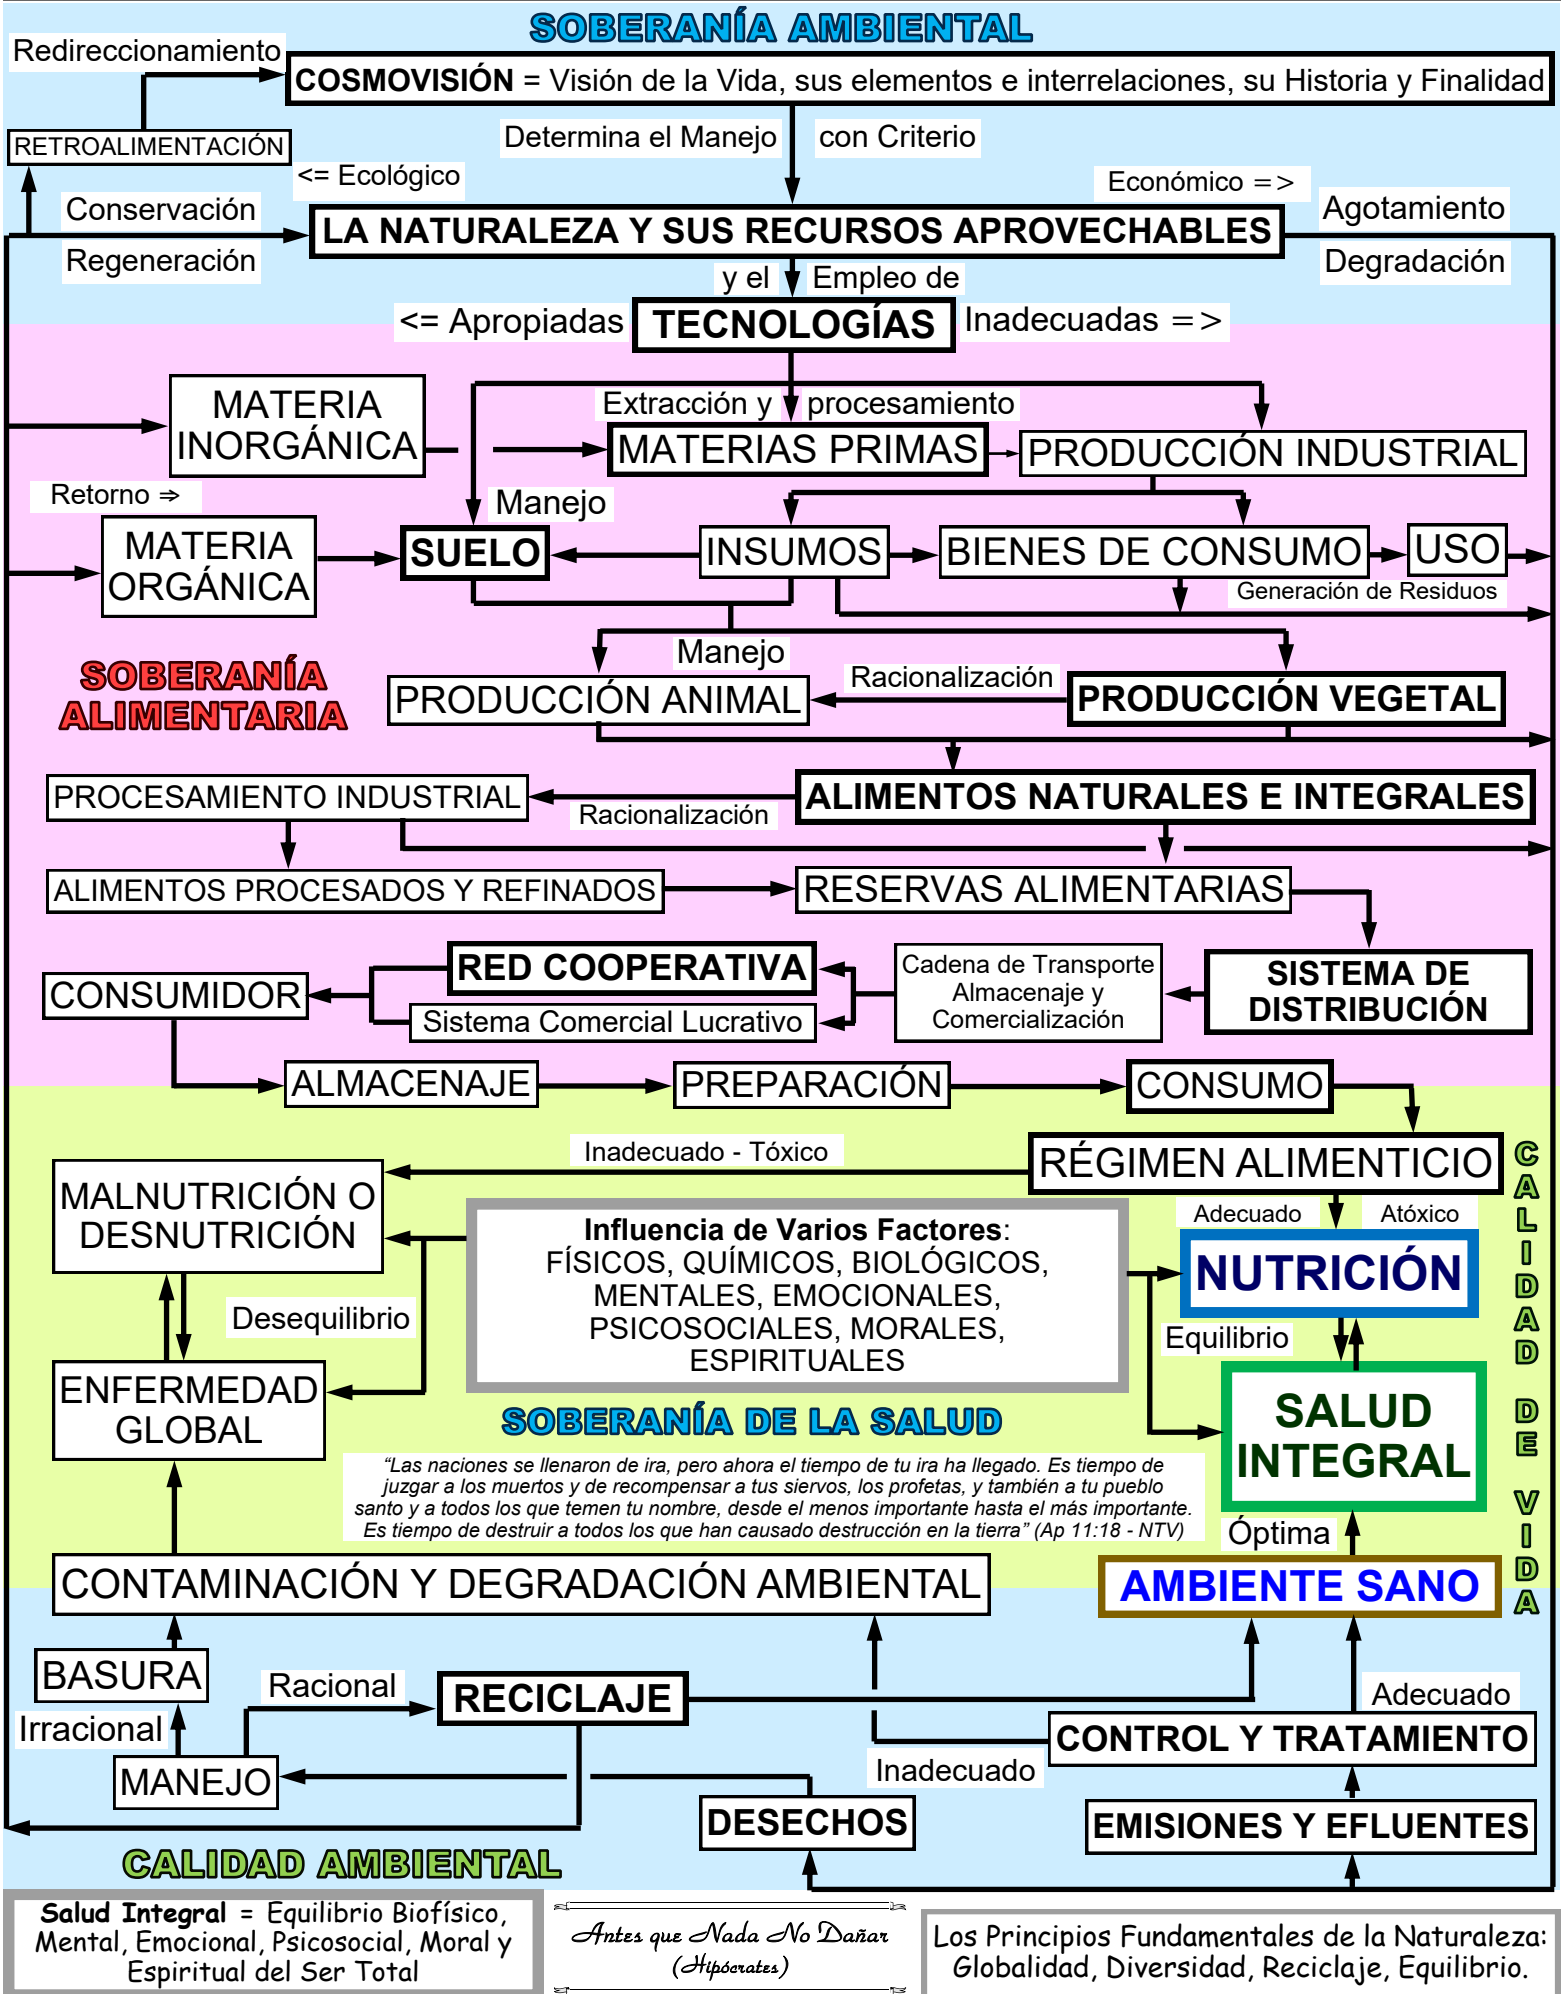 SOBERANÍA AMBIENTAL
Redireccionamiento
COSMOVISIÓN = Visión de la Vida, sus elementos e interrelaciones, su Historia y Finalidad
Determina el Manejo con Criterio
RETROALIMENTACIÓN
<= Ecológico
Económico =>
Conservación
Agotamiento
LA NATURALEZA Y SUS RECURSOS APROVECHABLES
Regeneración
Degradación
y el Empleo de
<= Apropiadas
TECNOLOGÍAS
Inadecuadas =>
MATERIA
INORGÁNICA
Extracción y procesamiento
MATERIAS PRIMAS
PRODUCCIÓN INDUSTRIAL
Retorno ⇒
Manejo
MATERIA
ORGÁNICA
SUELO
INSUMOS
BIENES DE CONSUMO
USO
Generación de Residuos
Manejo
SOBERANÍA
ALIMENTARIA
PRODUCCIÓN ANIMAL
Racionalización
PRODUCCIÓN VEGETAL
PROCESAMIENTO INDUSTRIAL
Racionalización
ALIMENTOS NATURALES E INTEGRALES
ALIMENTOS PROCESADOS Y REFINADOS
RESERVAS ALIMENTARIAS
CONSUMIDOR
RED COOPERATIVA
Sistema Comercial Lucrativo
Cadena de Transporte
Almacenaje y
Comercialización
SISTEMA DE
DISTRIBUCIÓN
ALMACENAJE
PREPARACIÓN
CONSUMO
Inadecuado - Tóxico
RÉGIMEN ALIMENTICIO
CALIDAD DE VIDA
MALNUTRICIÓN O
DESNUTRICIÓN
Adecuado
Atóxico
Influencia de Varios Factores:
FÍSICOS, QUÍMICOS, BIOLÓGICOS,
MENTALES, EMOCIONALES,
PSICOSOCIALES, MORALES,
ESPIRITUALES
NUTRICIÓN
Desequilibrio
Equilibrio
ENFERMEDAD
GLOBAL
SALUD
INTEGRAL
SOBERANÍA DE LA SALUD
“Las naciones se llenaron de ira, pero ahora el tiempo de tu ira ha llegado. Es tiempo de
juzgar a los muertos y de recompensar a tus siervos, los profetas, y también a tu pueblo
santo y a todos los que temen tu nombre, desde el menos importante hasta el más importante.
Es tiempo de destruir a todos los que han causado destrucción en la tierra” (Ap 11:18 - NTV)
Óptima
CONTAMINACIÓN Y DEGRADACIÓN AMBIENTAL
AMBIENTE SANO
BASURA
Racional
RECICLAJE
Adecuado
Irracional
CONTROL Y TRATAMIENTO
MANEJO
Inadecuado
DESECHOS
EMISIONES Y EFLUENTES
CALIDAD AMBIENTAL
Salud Integral = Equilibrio Biofísico,
Mental, Emocional, Psicosocial, Moral y
Espiritual del Ser Total
Antes que Nada No Dañar
(Hipócrates)
Los Principios Fundamentales de la Naturaleza:
Globalidad, Diversidad, Reciclaje, Equilibrio.